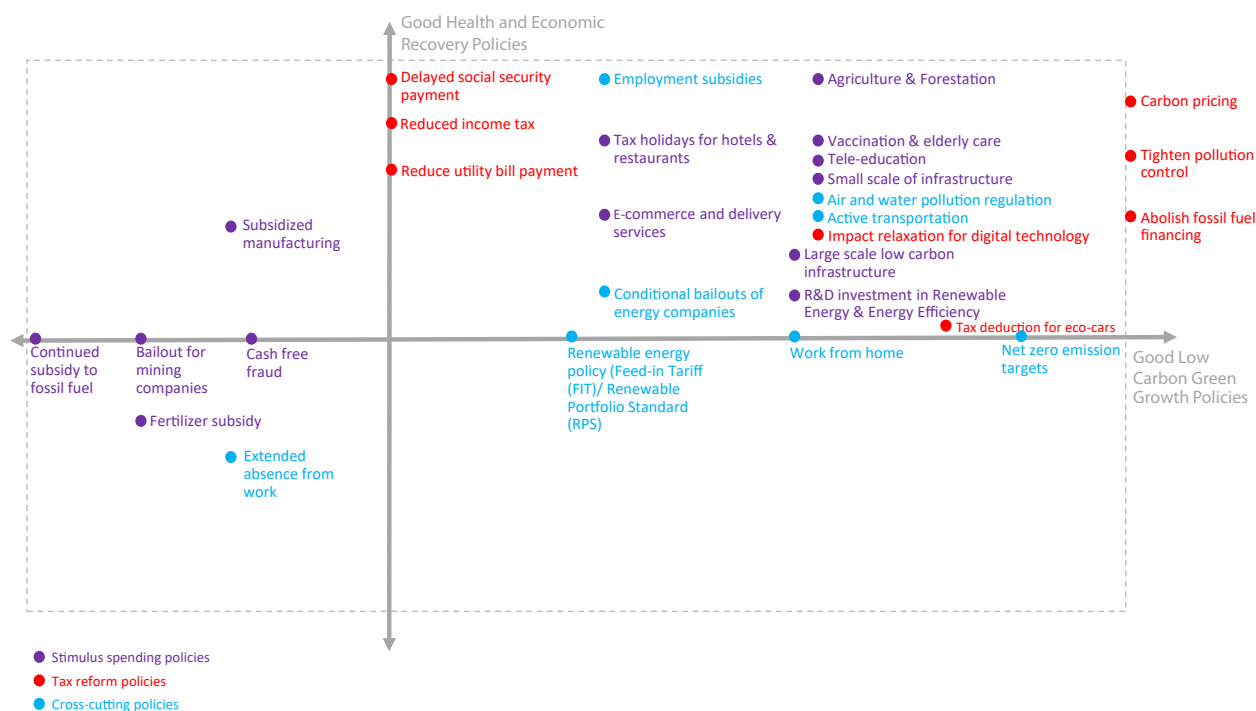 Good Health and Economic
Recovery Policies
Delayed social security
payment
Reduced income tax
Reduce utility bill payment
Employment subsidies
Tax holidays for hotels &
restaurants
E-commerce and delivery
services
Conditional bailouts of
energy companies
Agriculture & Forestation
Vaccination & elderly care
Tele-education
Small scale of infrastructure
Air and water pollution regulation
Active transportation
Impact relaxation for digital technology
Large scale low carbon
infrastructure
R&D investment in Renewable
Energy & Energy Efficiency
Tax deduction for eco-cars
Carbon pricing
Tighten pollution
control
Abolish fossil fuel
financing
Subsidized
manufacturing
Continued
subsidy to
fossil fuel
Bailout for
mining
companies
Cash free
fraud
Fertilizer subsidy
Extended
absence from
work
Renewable energy
policy (Feed-in Tariff
(FIT)/ Renewable
Portfolio Standard
(RPS)
Work from home
Net zero emission
targets
Good Low
Carbon Green
Growth Policies
Stimulus spending policies
Tax reform policies
Cross-cutting policies